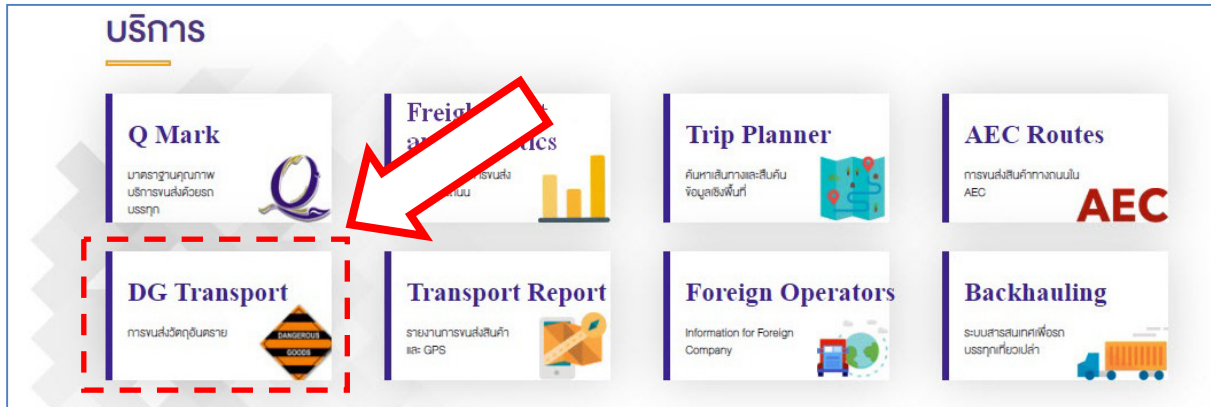 บริการ
Q Mark
มาตราฐานคุณภาพ
บริการขนส่งด้วยรถ
บรรทุก
Trip Planner
ค้นหาเส้นทางและสืบค้น
ข้อมูลเชิงพื้นที่
AEC Routes
การขนส่งสินค้าทางถนนใน
AEC
AEC
DG Transport
การขนส่งวัตถุอันตราย
DANGEROUS
GOODS
Transport Report
รายงานการขนส่งสินค้า
และ GPS
Foreign Operators
Information for Foreign
Company
Backhauling
ระบบสารสนเทศเพื่อรถ
บรรทุกเที่ยวเปล่า